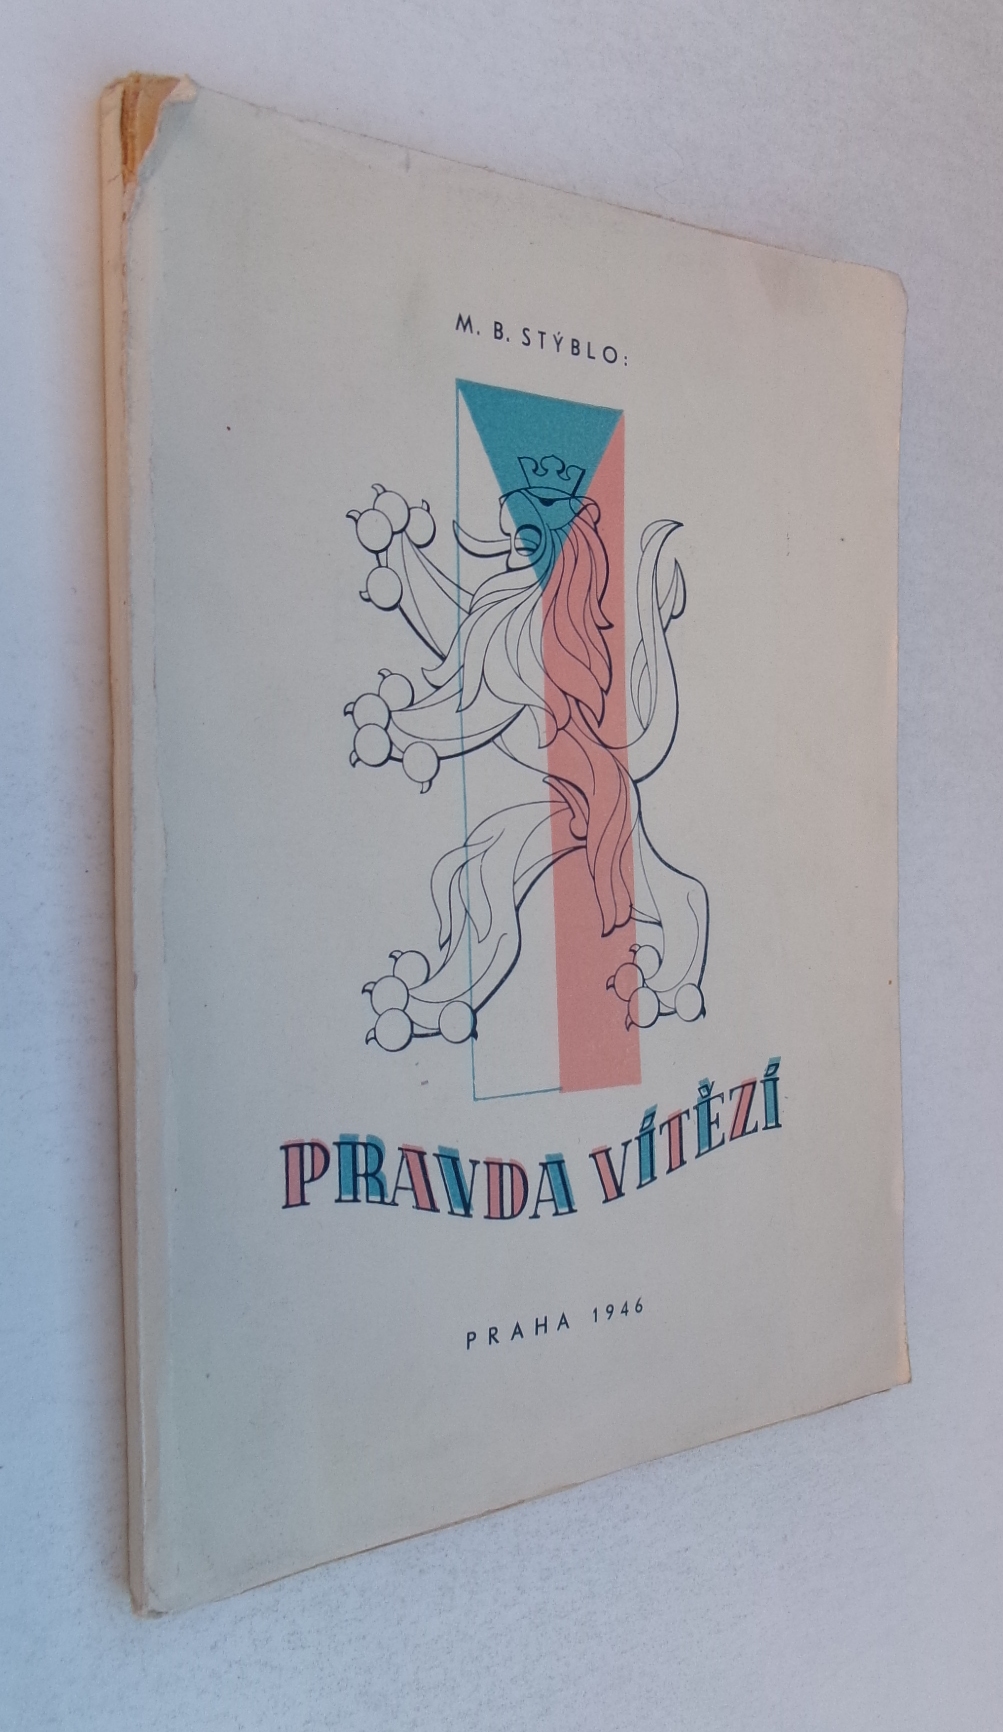 M. B. STÝBLO:
PRAVDA VÍTĚZÍ
PRAHA 1946